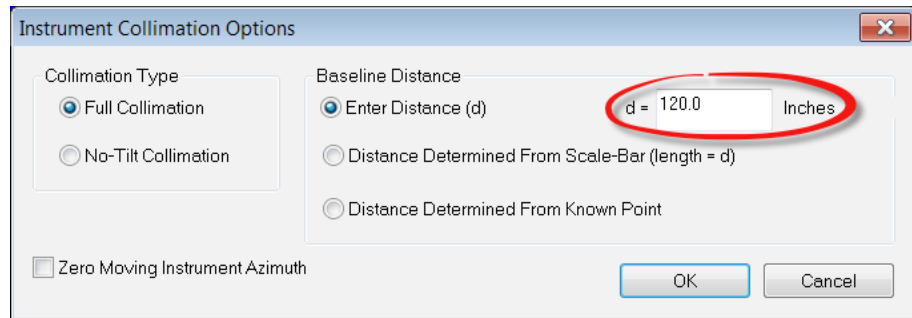 Instrument Collimation Options
Collimation Type
Full Collimation
No-Tilt Collimation
Baseline Distance
Enter Distance (d) d = 120.0 Inches
Distance Determined From Scale-Bar (length = d)
Distance Determined From Known Point
Zero Moving Instrument Azimuth
OK Cancel